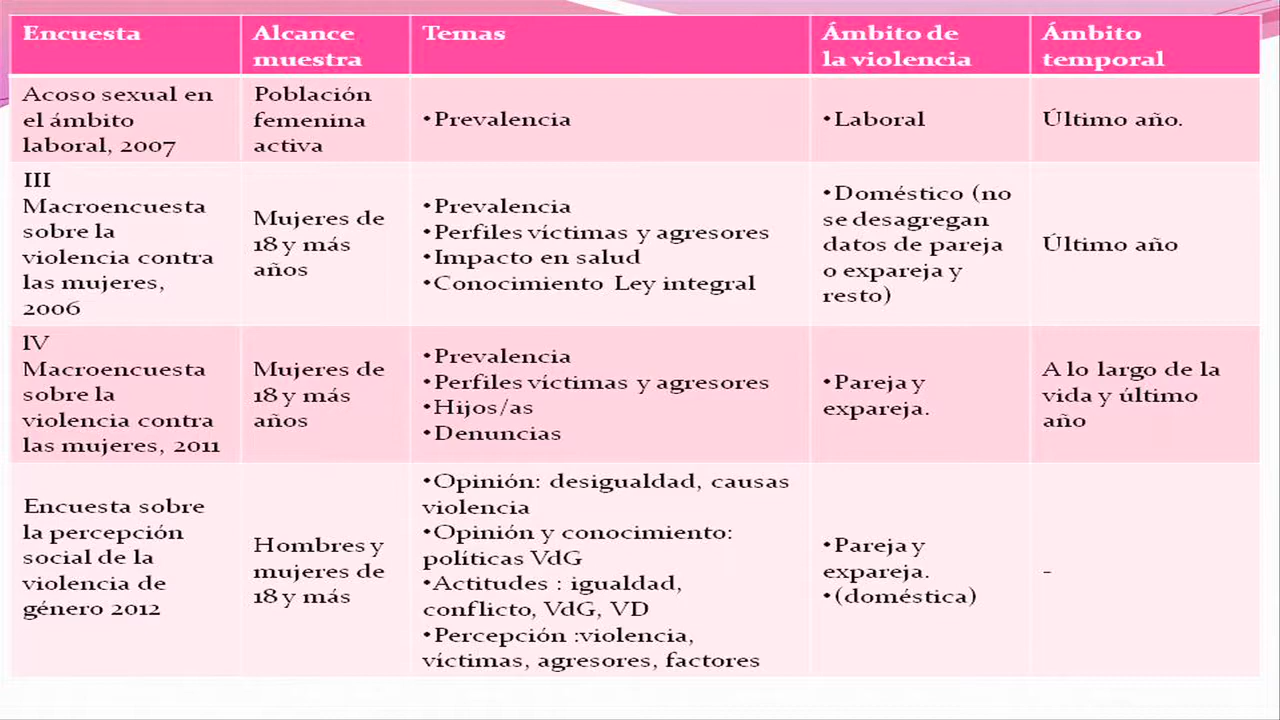 Encuesta
Alcance
muestra
Temas
Ámbito de
la violencia
Ámbito
temporal
Acoso sexual en
el ámbito
laboral, 2007
Población
femenina
activa
•Prevalencia
•Laboral
Último año.
III
Macroencuesta
sobre la
violencia contra
las mujeres,
2006
Mujeres de
18 y más
años
•Prevalencia
•Perfiles víctimas y agresores
•Impacto en salud
•Conocimiento Ley integral
•Doméstico (no
se desagregan
datos de pareja
o expareja y
resto)
Último año
IV
Macroencuesta
sobre la
violencia contra
las mujeres, 2011
Mujeres de
18 y más
años
•Prevalencia
•Perfiles víctimas y agresores
•Hijos/as
•Denuncias
•Pareja y
expareja.
A lo largo de la
vida y último
año
Encuesta sobre
la percepción
social de la
violencia de
género 2012
Hombres y
mujeres de
18 y más
•Opinión: desigualdad, causas
violencia
•Opinión y conocimiento:
políticas VdG
•Actitudes : igualdad,
conflicto, VdG, VD
•Percepción :violencia,
víctimas, agresores, factores
•Pareja y
expareja.
•(doméstica)
-